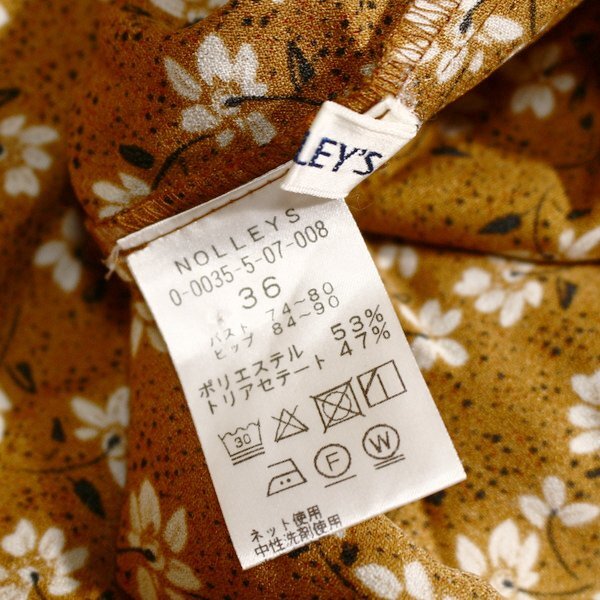 LEY'S
NOLLEYS
0-0035-5-07-008
36
バスト 74~80
ヒップ 84~90
ポリエステル 53%
トリアセテート 47%
30
F
W
ネット使用
中性洗剤使用